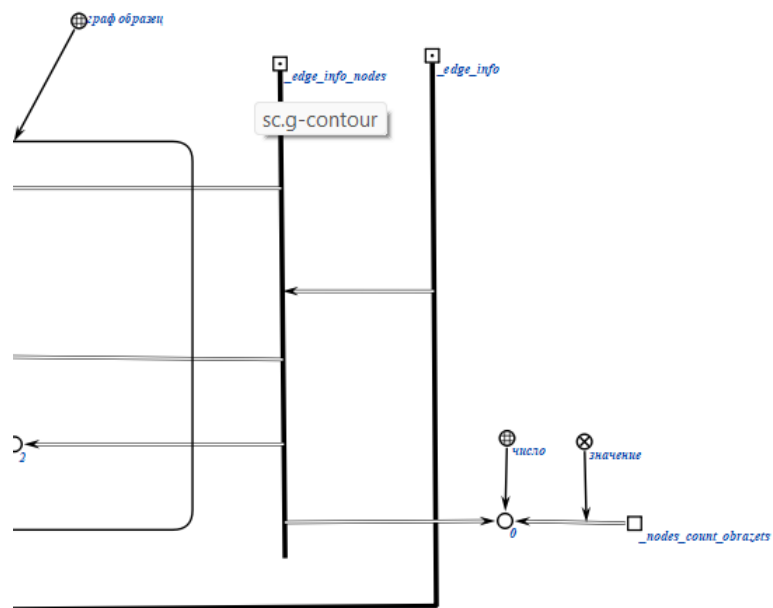 граф образец
_edge_info_nodes
_edge_info
sc.g-contour
2
число
значение
0
_nodes_count_obrazets